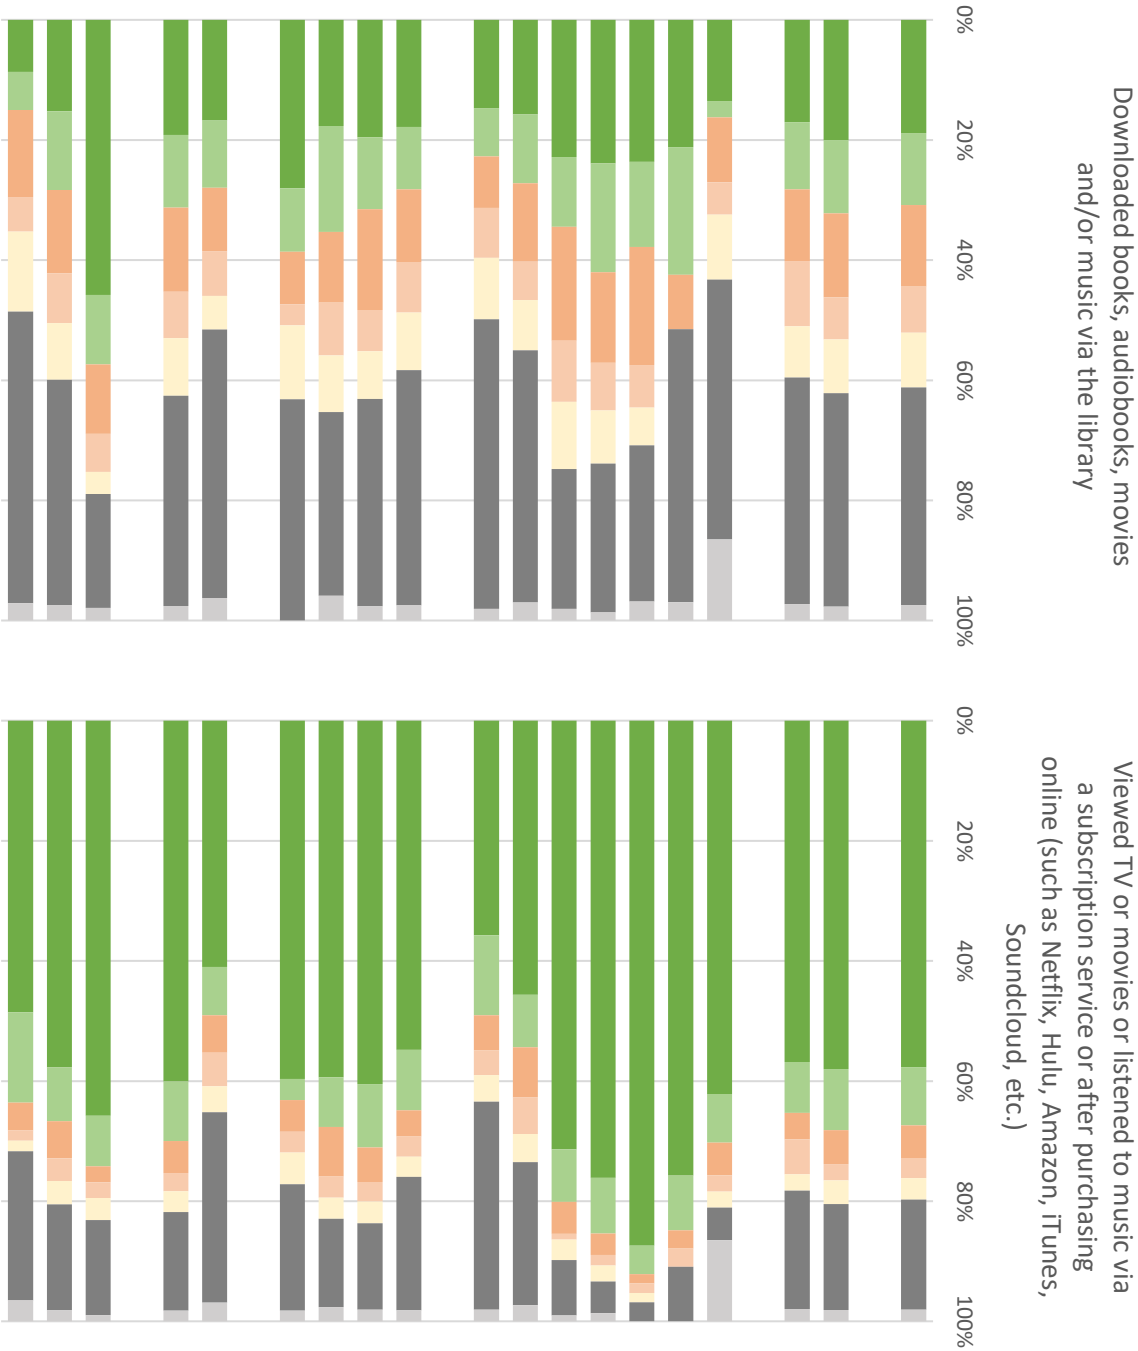 Downloaded books, audiobooks, movies
and/or music via the library
0%
20%
40%
60%
80%
100%
Viewed TV or movies or listened to music via
a subscription service or after purchasing
online (such as Netflix, Hulu, Amazon, iTunes,
Soundcloud, etc.)
0%
20%
40%
60%
80%
100%